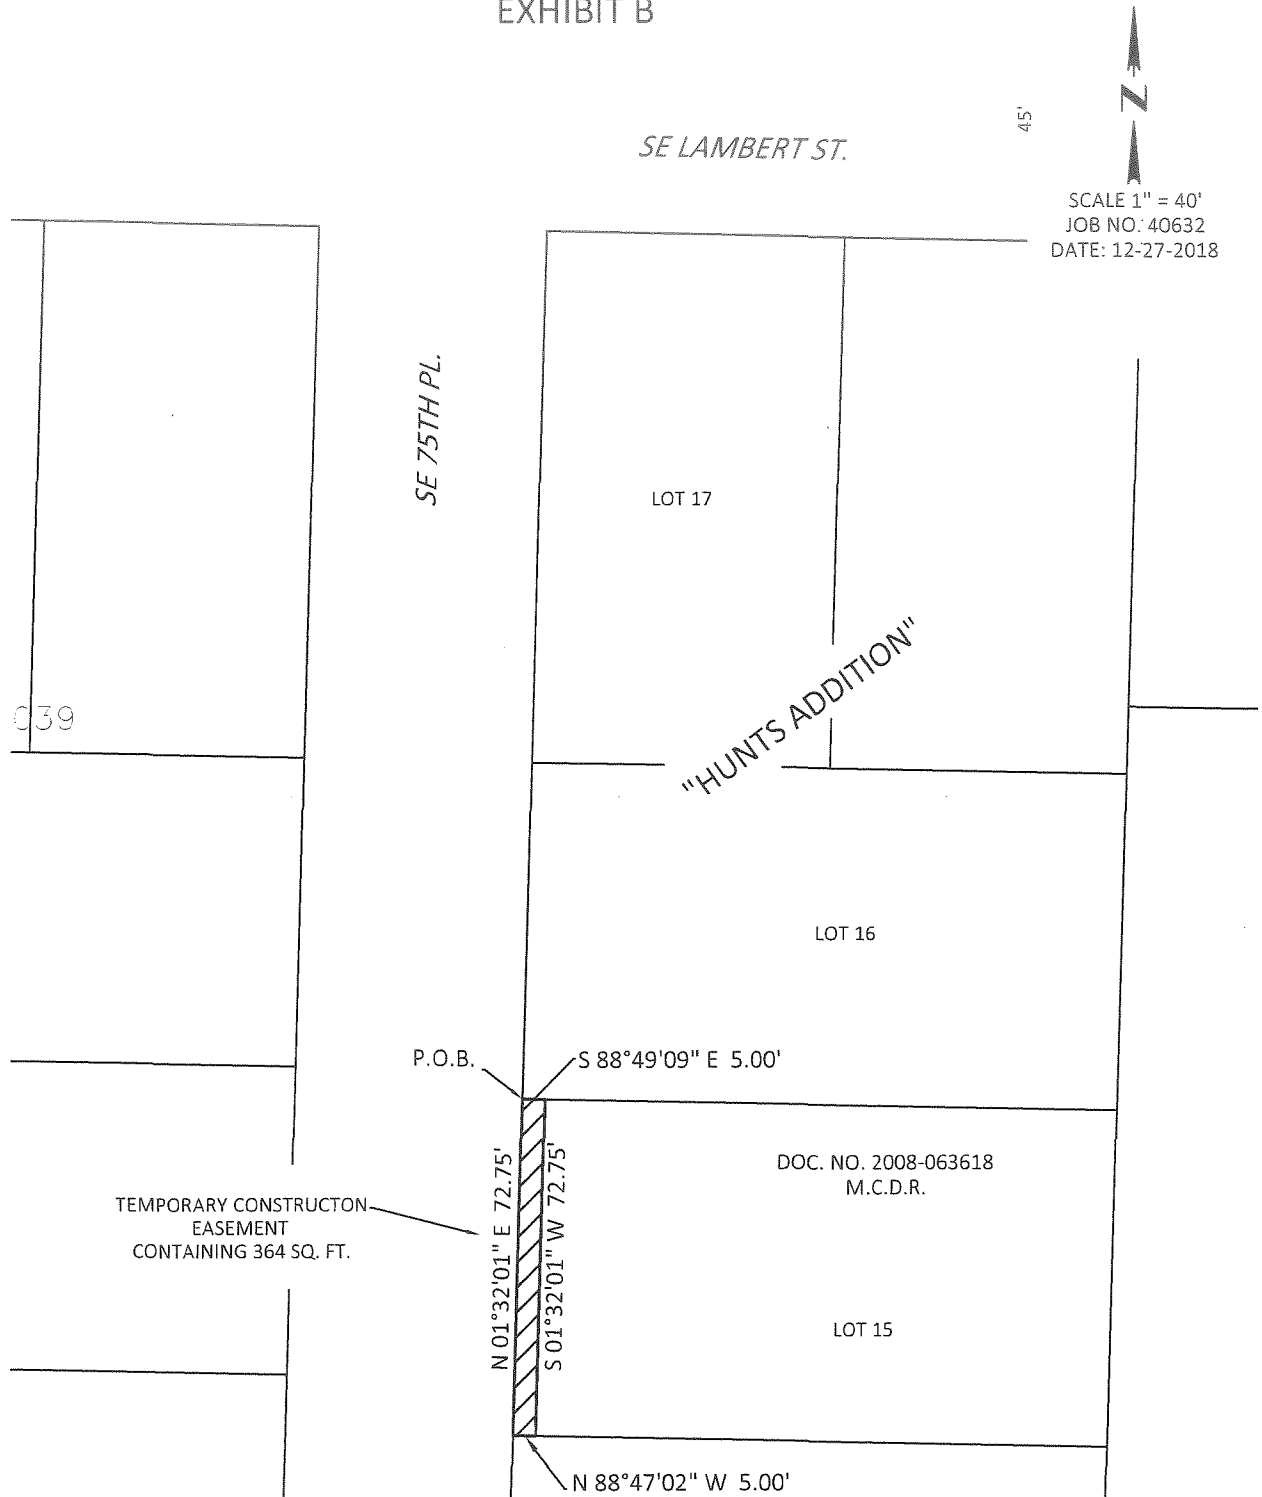 EXHIBIT B
45'
N
SE LAMBERT ST.
SCALE 1" = 40'
JOB NO. 40632
DATE: 12-27-2018
SE 75TH PL.
LOT 17
"HUNTS ADDITION"
039
LOT 16
P.O.B.
S 88°49'09" E 5.00'
N 01°32'01" E 72.75'
S 01°32'01" W 72.75'
DOC. NO. 2008-063618
M.C.D.R.
TEMPORARY CONSTRUCTON
EASEMENT
CONTAINING 364 SQ. FT.
LOT 15
N 88°47'02" W 5.00'